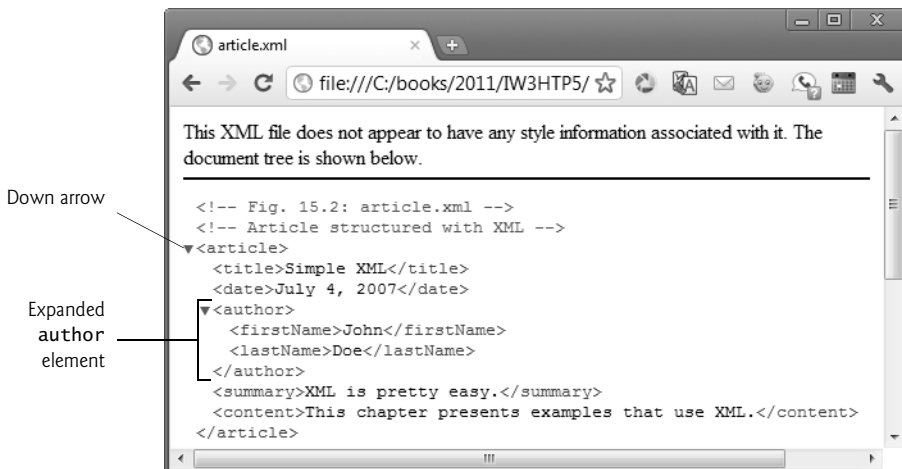 article.xml
file:///C:/books/2011/IW3HTP5/
This XML file does not appear to have any style information associated with it. The
document tree is shown below.
Down arrow
<!-- Fig. 15.2: article.xml -->
<!-- Article structured with XML -->
▼<article>
<title>Simple XML</title>
<date>July 4, 2007</date>
Expanded
author
element
▼<author>
<firstName>John</firstName>
<lastName>Doe</lastName>
</author>
<summary>XML is pretty easy.</summary>
<content>This chapter presents examples that use XML.</content>
</article>